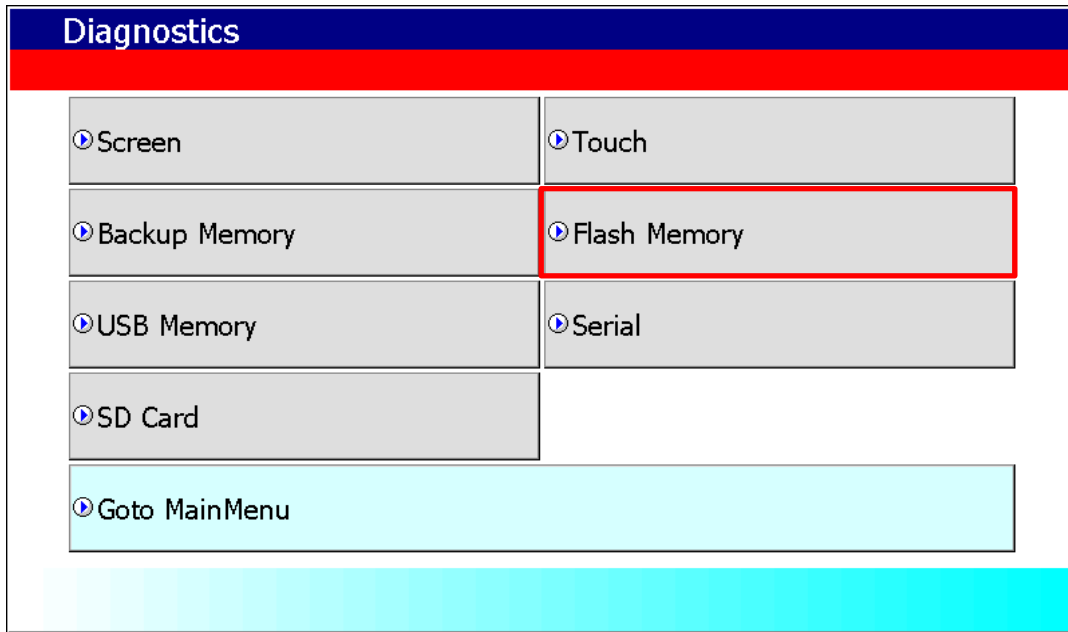 Diagnostics
Screen
Touch
Backup Memory
Flash Memory
USB Memory
Serial
SD Card
Goto MainMenu